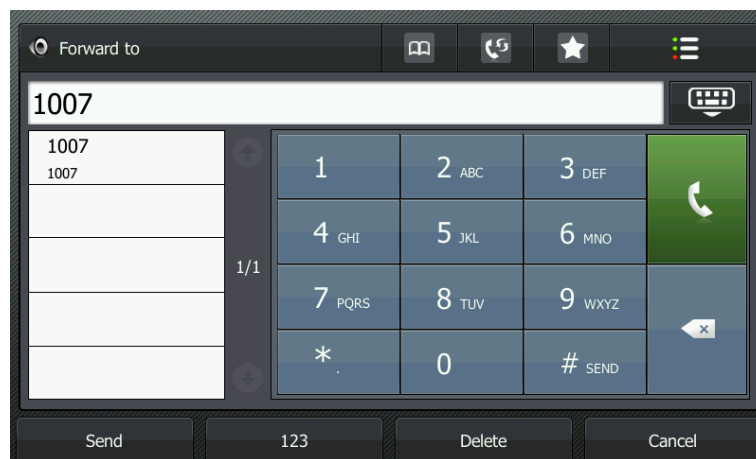 Forward to
1007
1007
1007
1/1
1
2 ABC
3 DEF
4 GHI
5 JKL
6 MNO
7 PQRS
8 TUV
9 WXYZ
* .
0
# SEND
Send
123
Delete
Cancel